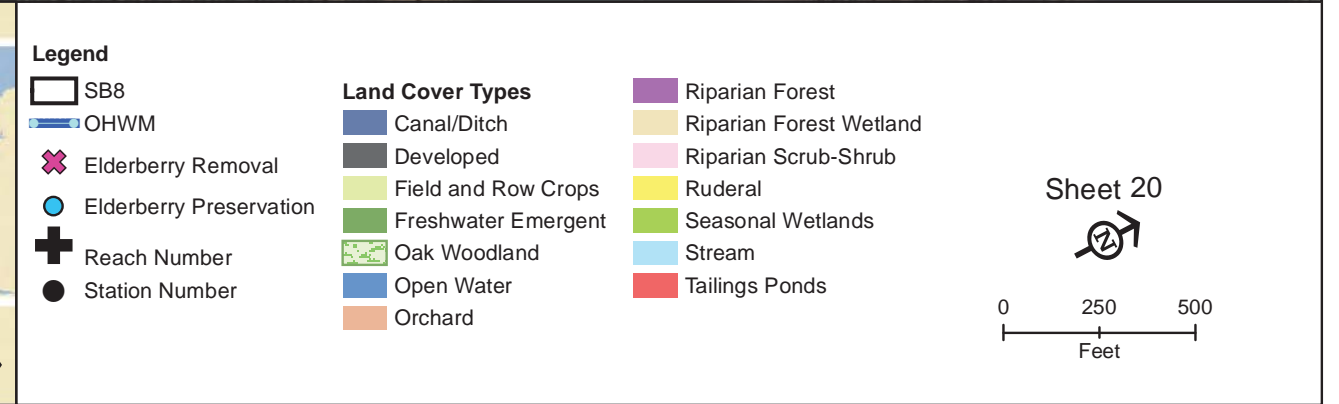 Legend
SB8
OHWM
Elderberry Removal
Elderberry Preservation
Reach Number
Station Number
Land Cover Types
Canal/Ditch
Developed
Field and Row Crops
Freshwater Emergent
Oak Woodland
Open Water
Orchard
Riparian Forest
Riparian Forest Wetland
Riparian Scrub-Shrub
Ruderal
Seasonal Wetlands
Stream
Tailings Ponds
Sheet 20
N
0 250 500
Feet